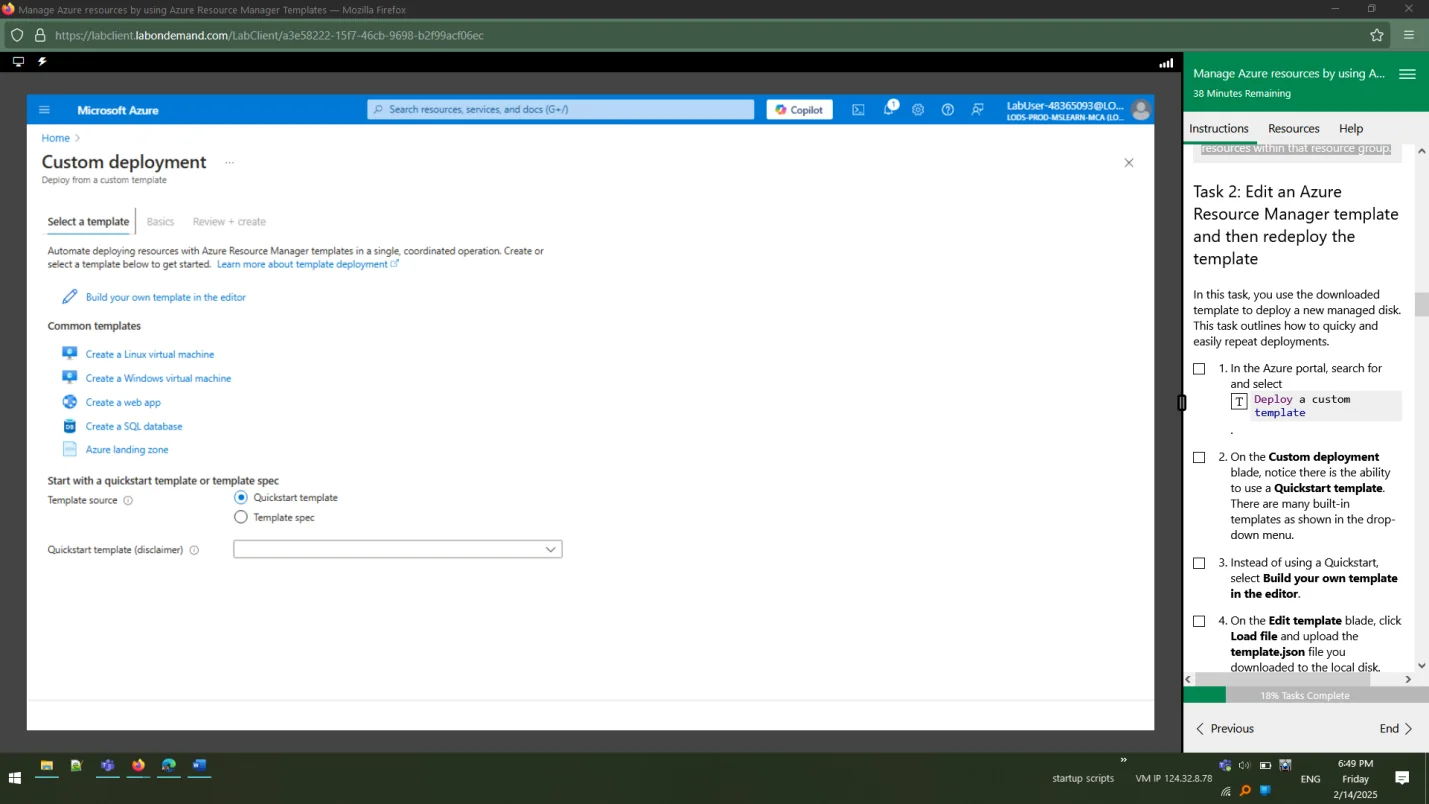 Manage Azure resources by using Azure Resource Manager Templates — Mozilla Firefox
https://labclient.labondemand.com/LabClient/a3e58222-15f7-46cb-9698-b2f99acf06ec
Microsoft Azure
Search resources, services, and docs (G+/)
Copilot
1
LabUser-48365093@LO...
LODS-PROD-MSLEARN-MCA (LO...
Home >
Custom deployment ...
Deploy from a custom template
Select a template
Basics
Review + create
Automate deploying resources with Azure Resource Manager templates in a single, coordinated operation. Create or
select a template below to get started. Learn more about template deployment
Build your own template in the editor
Common templates
Create a Linux virtual machine
Create a Windows virtual machine
Create a web app
Create a SQL database
Azure landing zone
Start with a quickstart template or template spec
Template source
Quickstart template
Template spec
Quickstart template (disclaimer)
Manage Azure resources by using A...
38 Minutes Remaining
Instructions
Resources
Help
resources within that resource group.
Task 2: Edit an Azure
Resource Manager template
and then redeploy the
template
In this task, you use the downloaded
template to deploy a new managed disk.
This task outlines how to quicky and
easily repeat deployments.
1. In the Azure portal, search for
and select
T Deploy a custom
template
.
2. On the Custom deployment
blade, notice there is the ability
to use a Quickstart template.
There are many built-in
templates as shown in the drop-
down menu.
3. Instead of using a Quickstart,
select Build your own template
in the editor.
4. On the Edit template blade, click
Load file and upload the
template.json file you
downloaded to the local disk.
18% Tasks Complete
Previous
End
startup scripts
VM IP 124.32.8.78
ENG
6:49 PM
Friday
2/14/2025